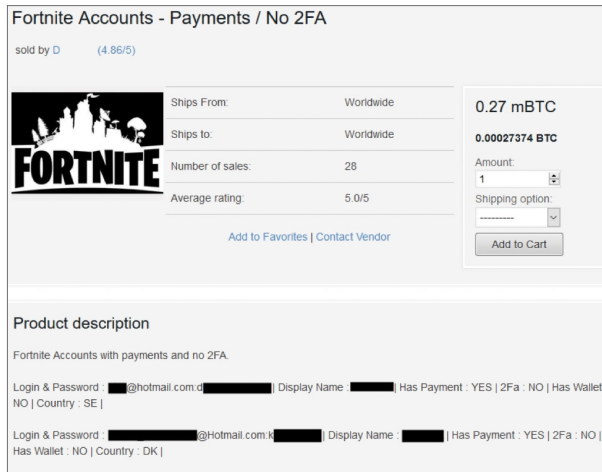 Fortnite Accounts - Payments / No 2FA
sold by D (4.86/5)
FORTNITE
Ships From: Worldwide
Ships to: Worldwide
Number of sales: 28
Average rating: 5.0/5
Add to Favorites | Contact Vendor
0.27 mBTC
0.00027374 BTC
Amount:
1
Shipping option:
---------
Add to Cart
Product description
Fortnite Accounts with payments and no 2FA.
Login & Password : @hotmail.com:d | Display Name : | Has Payment : YES | 2Fa : NO | Has Wallet
NO | Country : SE |
Login & Password : @Hotmail.com:k | Display Name : | Has Payment : YES | 2Fa : NO |
Has Wallet : NO | Country : DK |